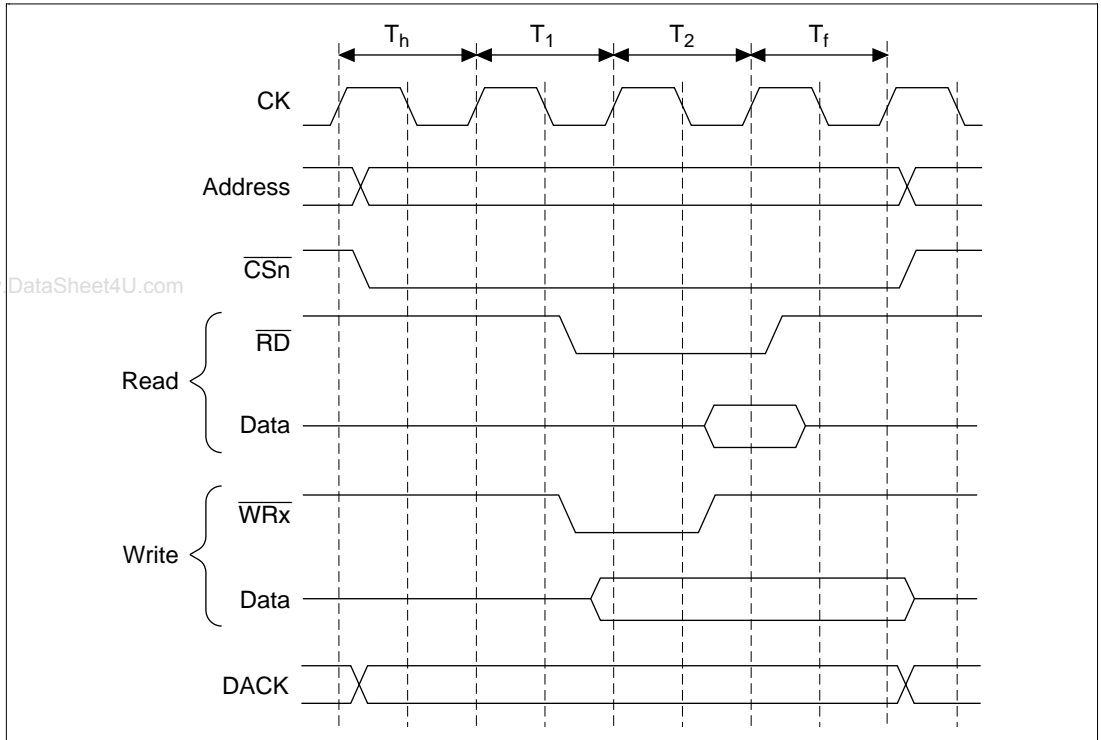 Th T1 T2 Tf
CK
Address
CSn
.DataSheet4U.com
RD
Read
Data
WRx
Write
Data
DACK